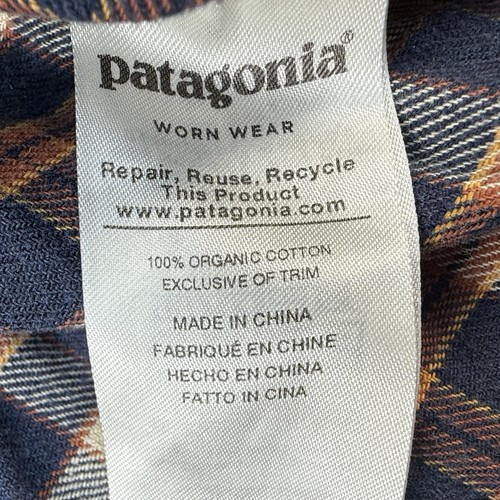 patagonia®
WORN WEAR
Repair, Reuse, Recycle
This Product
www.patagonia.com
100% ORGANIC COTTON
EXCLUSIVE OF TRIM
MADE IN CHINA
FABRIQUÉ EN CHINE
HECHO EN CHINA
FATTO IN CINA